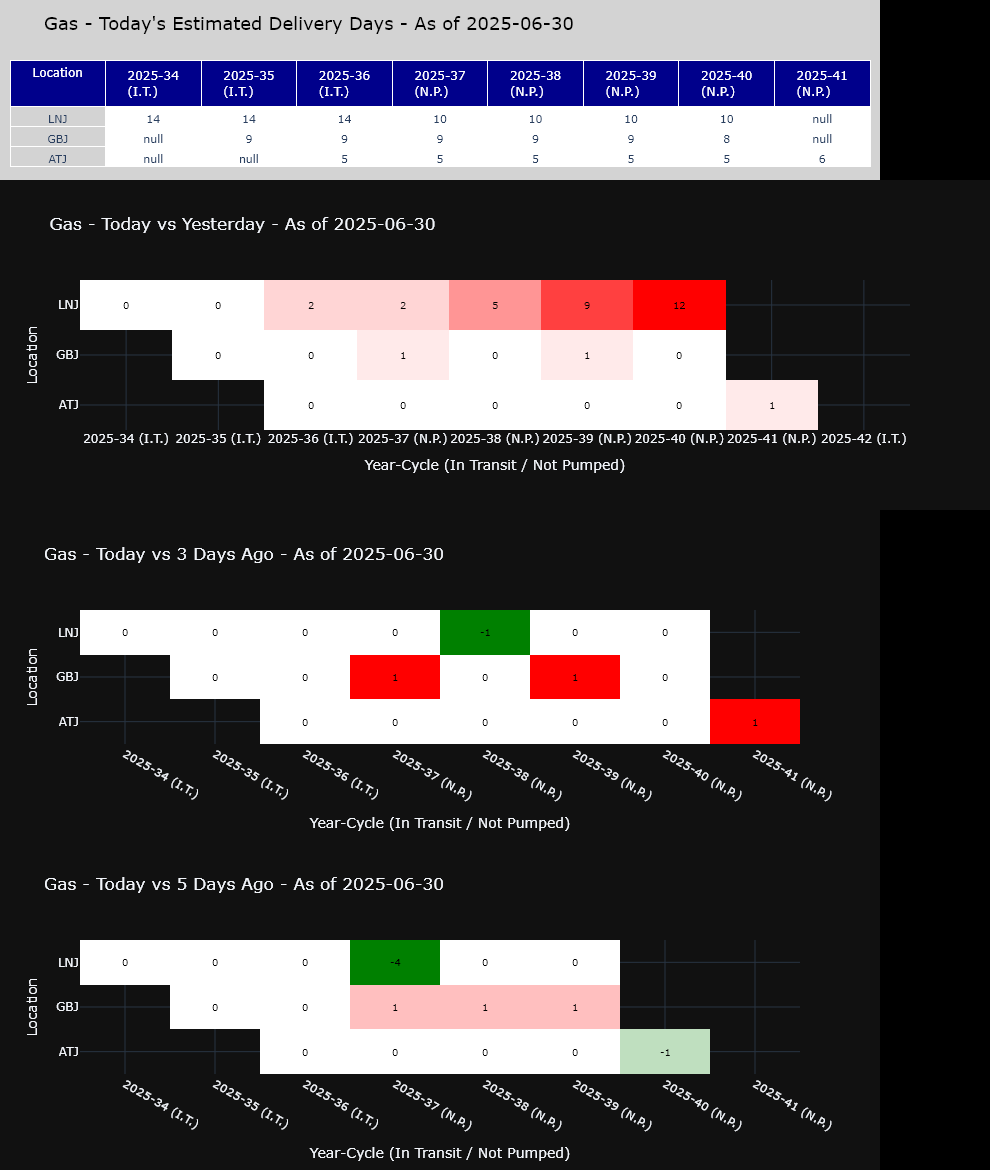 Gas - Today's Estimated Delivery Days - As of 2025-06-30
Location 2025-34 (I.T.) 2025-35 (I.T.) 2025-36 (I.T.) 2025-37 (N.P.) 2025-38 (N.P.) 2025-39 (N.P.) 2025-40 (N.P.) 2025-41 (N.P.)
LNJ 14 14 14 10 10 10 10 null
GBJ null 9 9 9 9 9 8 null
ATJ null null 5 5 5 5 5 6
Gas - Today vs Yesterday - As of 2025-06-30
Location
LNJ 0 0 2 2 5 9 12
GBJ 0 0 1 0 1 0
ATJ 0 0 0 0 0 1
2025-34 (I.T.) 2025-35 (I.T.) 2025-36 (I.T.) 2025-37 (N.P.) 2025-38 (N.P.) 2025-39 (N.P.) 2025-40 (N.P.) 2025-41 (N.P.) 2025-42 (I.T.)
Year-Cycle (In Transit / Not Pumped)
Gas - Today vs 3 Days Ago - As of 2025-06-30
Location
LNJ 0 0 0 0 -1 0 0
GBJ 0 0 1 0 1 0
ATJ 0 0 0 0 0 1
2025-34 (I.T.) 2025-35 (I.T.) 2025-36 (I.T.) 2025-37 (N.P.) 2025-38 (N.P.) 2025-39 (N.P.) 2025-40 (N.P.) 2025-41 (N.P.)
Year-Cycle (In Transit / Not Pumped)
Gas - Today vs 5 Days Ago - As of 2025-06-30
Location
LNJ 0 0 0 -4 0 0
GBJ 0 0 1 1 1
ATJ 0 0 0 0 -1
2025-34 (I.T.) 2025-35 (I.T.) 2025-36 (I.T.) 2025-37 (N.P.) 2025-38 (N.P.) 2025-39 (N.P.) 2025-40 (N.P.) 2025-41 (N.P.)
Year-Cycle (In Transit / Not Pumped)